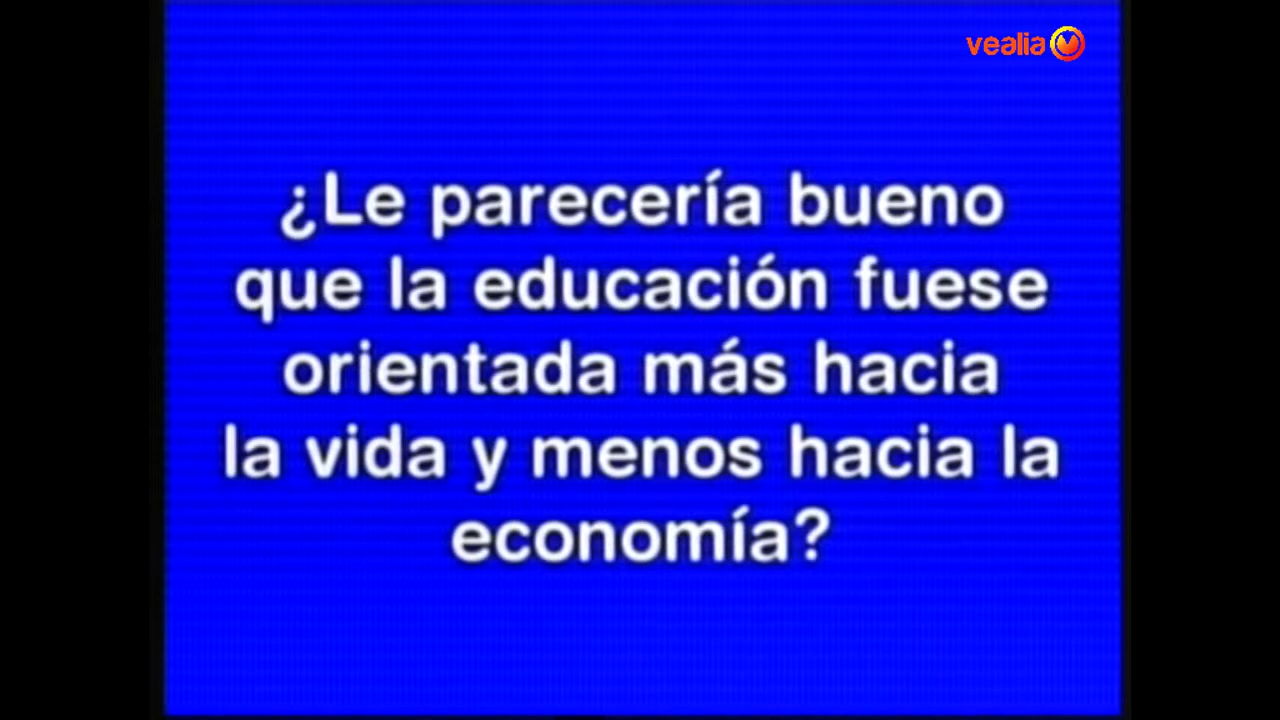 vealia
¿Le parecería bueno
que la educación fuese
orientada más hacia
la vida y menos hacia la
economía?